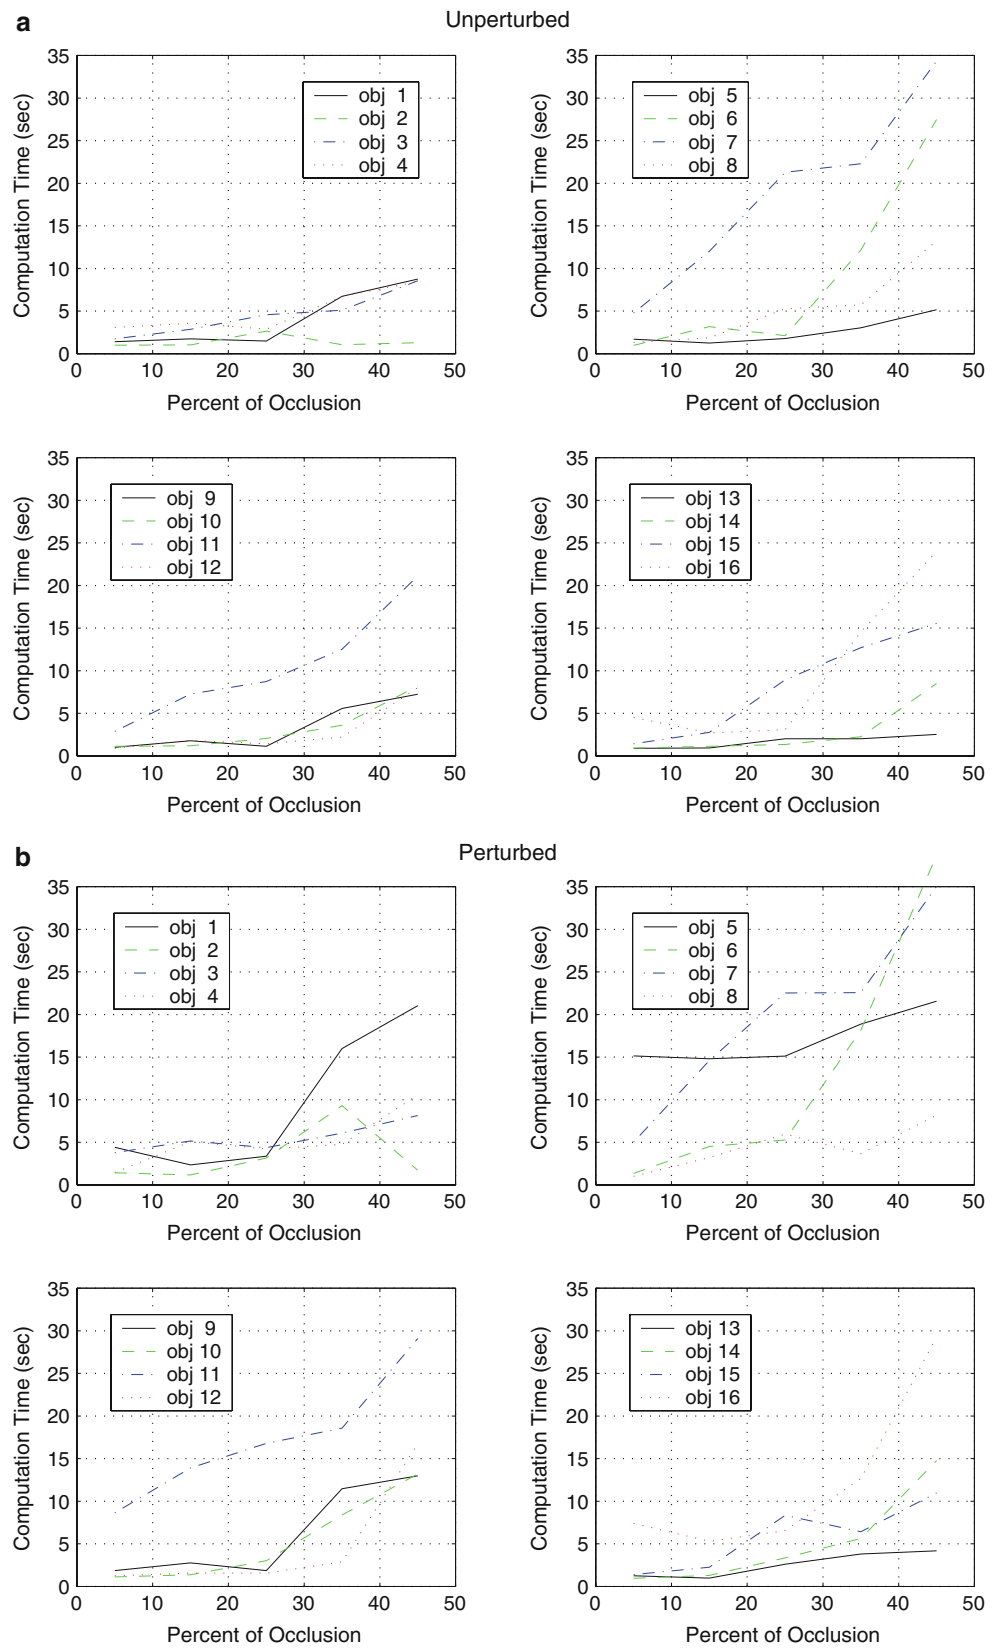 a
Unperturbed
35
30
25
20
15
10
5
0
0 10 20 30 40 50
Computation Time (sec)
Percent of Occlusion
obj 1
obj 2
obj 3
obj 4
35
30
25
20
15
10
5
0
0 10 20 30 40 50
Computation Time (sec)
Percent of Occlusion
obj 5
obj 6
obj 7
obj 8
35
30
25
20
15
10
5
0
0 10 20 30 40 50
Computation Time (sec)
Percent of Occlusion
obj 9
obj 10
obj 11
obj 12
35
30
25
20
15
10
5
0
0 10 20 30 40 50
Computation Time (sec)
Percent of Occlusion
obj 13
obj 14
obj 15
obj 16
b
Perturbed
35
30
25
20
15
10
5
0
0 10 20 30 40 50
Computation Time (sec)
Percent of Occlusion
obj 1
obj 2
obj 3
obj 4
35
30
25
20
15
10
5
0
0 10 20 30 40 50
Computation Time (sec)
Percent of Occlusion
obj 5
obj 6
obj 7
obj 8
35
30
25
20
15
10
5
0
0 10 20 30 40 50
Computation Time (sec)
Percent of Occlusion
obj 9
obj 10
obj 11
obj 12
35
30
25
20
15
10
5
0
0 10 20 30 40 50
Computation Time (sec)
Percent of Occlusion
obj 13
obj 14
obj 15
obj 16